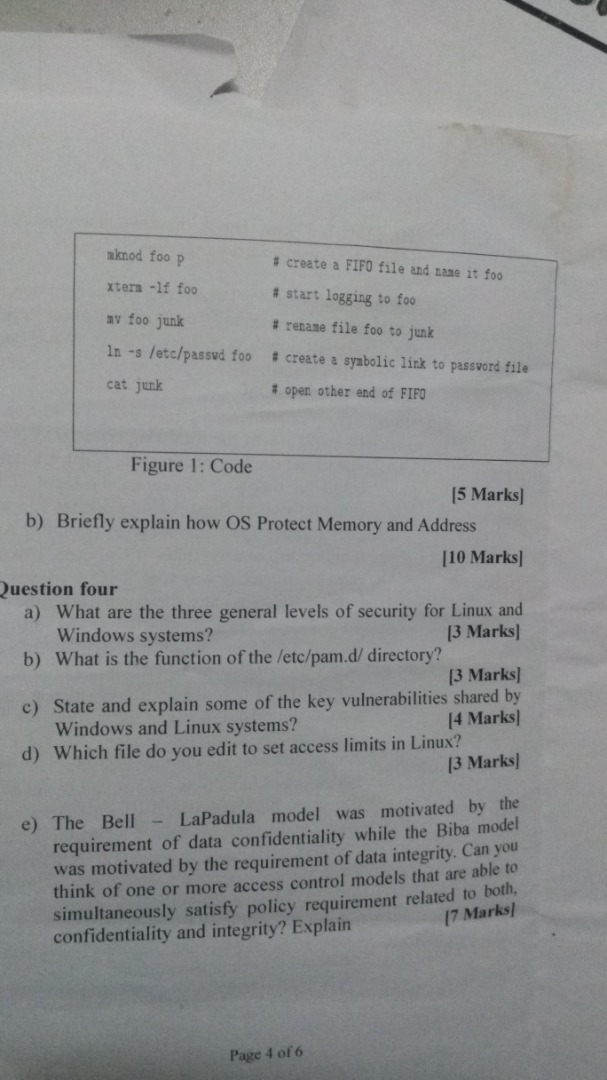 mknod foo p # create a FIFO file and name it foo
xterm -lf foo # start logging to foo
mv foo junk # rename file foo to junk
ln -s /etc/passwd foo # create a symbolic link to password file
cat junk # open other end of FIFO
Figure 1: Code
[5 Marks]
b) Briefly explain how OS Protect Memory and Address
[10 Marks]
Question four
a) What are the three general levels of security for Linux and
Windows systems? [3 Marks]
b) What is the function of the /etc/pam.d/ directory?
[3 Marks]
c) State and explain some of the key vulnerabilities shared by
Windows and Linux systems? [4 Marks]
d) Which file do you edit to set access limits in Linux?
[3 Marks]
e) The Bell – LaPadula model was motivated by the
requirement of data confidentiality while the Biba model
was motivated by the requirement of data integrity. Can you
think of one or more access control models that are able to
simultaneously satisfy policy requirement related to both,
confidentiality and integrity? Explain [7 Marks]
Page 4 of 6